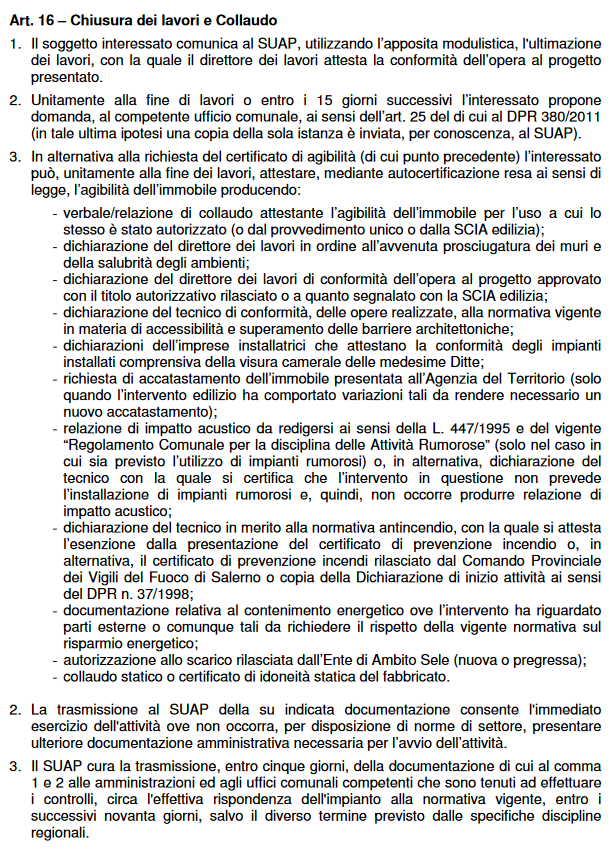 Art. 16 – Chiusura dei lavori e Collaudo
1. Il soggetto interessato comunica al SUAP, utilizzando l'apposita modulistica, l'ultimazione
dei lavori, con la quale il direttore dei lavori attesta la conformità dell'opera al progetto
presentato.
2. Unitamente alla fine di lavori o entro i 15 giorni successivi l'interessato propone
domanda, al competente ufficio comunale, ai sensi dell'art. 25 del di cui al DPR 380/2011
(in tale ultima ipotesi una copia della sola istanza è inviata, per conoscenza, al SUAP).
3. In alternativa alla richiesta del certificato di agibilità (di cui punto precedente) l'interessato
può, unitamente alla fine dei lavori, attestare, mediante autocertificazione resa ai sensi di
legge, l'agibilità dell'immobile producendo:
- verbale/relazione di collaudo attestante l'agibilità dell'immobile per l'uso a cui lo
stesso è stato autorizzato (o dal provvedimento unico o dalla SCIA edilizia);
- dichiarazione del direttore dei lavori in ordine all'avvenuta prosciugatura dei muri e
della salubrità degli ambienti;
- dichiarazione del direttore dei lavori di conformità dell'opera al progetto approvato
con il titolo autorizzativo rilasciato o a quanto segnalato con la SCIA edilizia;
- dichiarazione del tecnico di conformità, delle opere realizzate, alla normativa vigente
in materia di accessibilità e superamento delle barriere architettoniche;
- dichiarazioni dell'imprese installatrici che attestano la conformità degli impianti
installati comprensiva della visura camerale delle medesime Ditte;
- richiesta di accatastamento dell'immobile presentata all'Agenzia del Territorio (solo
quando l'intervento edilizio ha comportato variazioni tali da rendere necessario un
nuovo accatastamento);
- relazione di impatto acustico da redigersi ai sensi della L. 447/1995 e del vigente
“Regolamento Comunale per la disciplina delle Attività Rumorose” (solo nel caso in
cui sia previsto l'utilizzo di impianti rumorosi) o, in alternativa, dichiarazione del
tecnico con la quale si certifica che l'intervento in questione non prevede
l'installazione di impianti rumorosi e, quindi, non occorre produrre relazione di
impatto acustico;
- dichiarazione del tecnico in merito alla normativa antincendio, con la quale si attesta
l'esenzione dalla presentazione del certificato di prevenzione incendio o, in
alternativa, il certificato di prevenzione incendi rilasciato dal Comando Provinciale
dei Vigili del Fuoco di Salerno o copia della Dichiarazione di inizio attività ai sensi
del DPR n. 37/1998;
- documentazione relativa al contenimento energetico ove l'intervento ha riguardato
parti esterne o comunque tali da richiedere il rispetto della vigente normativa sul
risparmio energetico;
- autorizzazione allo scarico rilasciata dall'Ente di Ambito Sele (nuova o pregressa);
- collaudo statico o certificato di idoneità statica del fabbricato.
2. La trasmissione al SUAP della su indicata documentazione consente l'immediato
esercizio dell'attività ove non occorra, per disposizione di norme di settore, presentare
ulteriore documentazione amministrativa necessaria per l'avvio dell'attività.
3. Il SUAP cura la trasmissione, entro cinque giorni, della documentazione di cui al comma
1 e 2 alle amministrazioni ed agli uffici comunali competenti che sono tenuti ad effettuare
i controlli, circa l'effettiva rispondenza dell'impianto alla normativa vigente, entro i
successivi novanta giorni, salvo il diverso termine previsto dalle specifiche discipline
regionali.